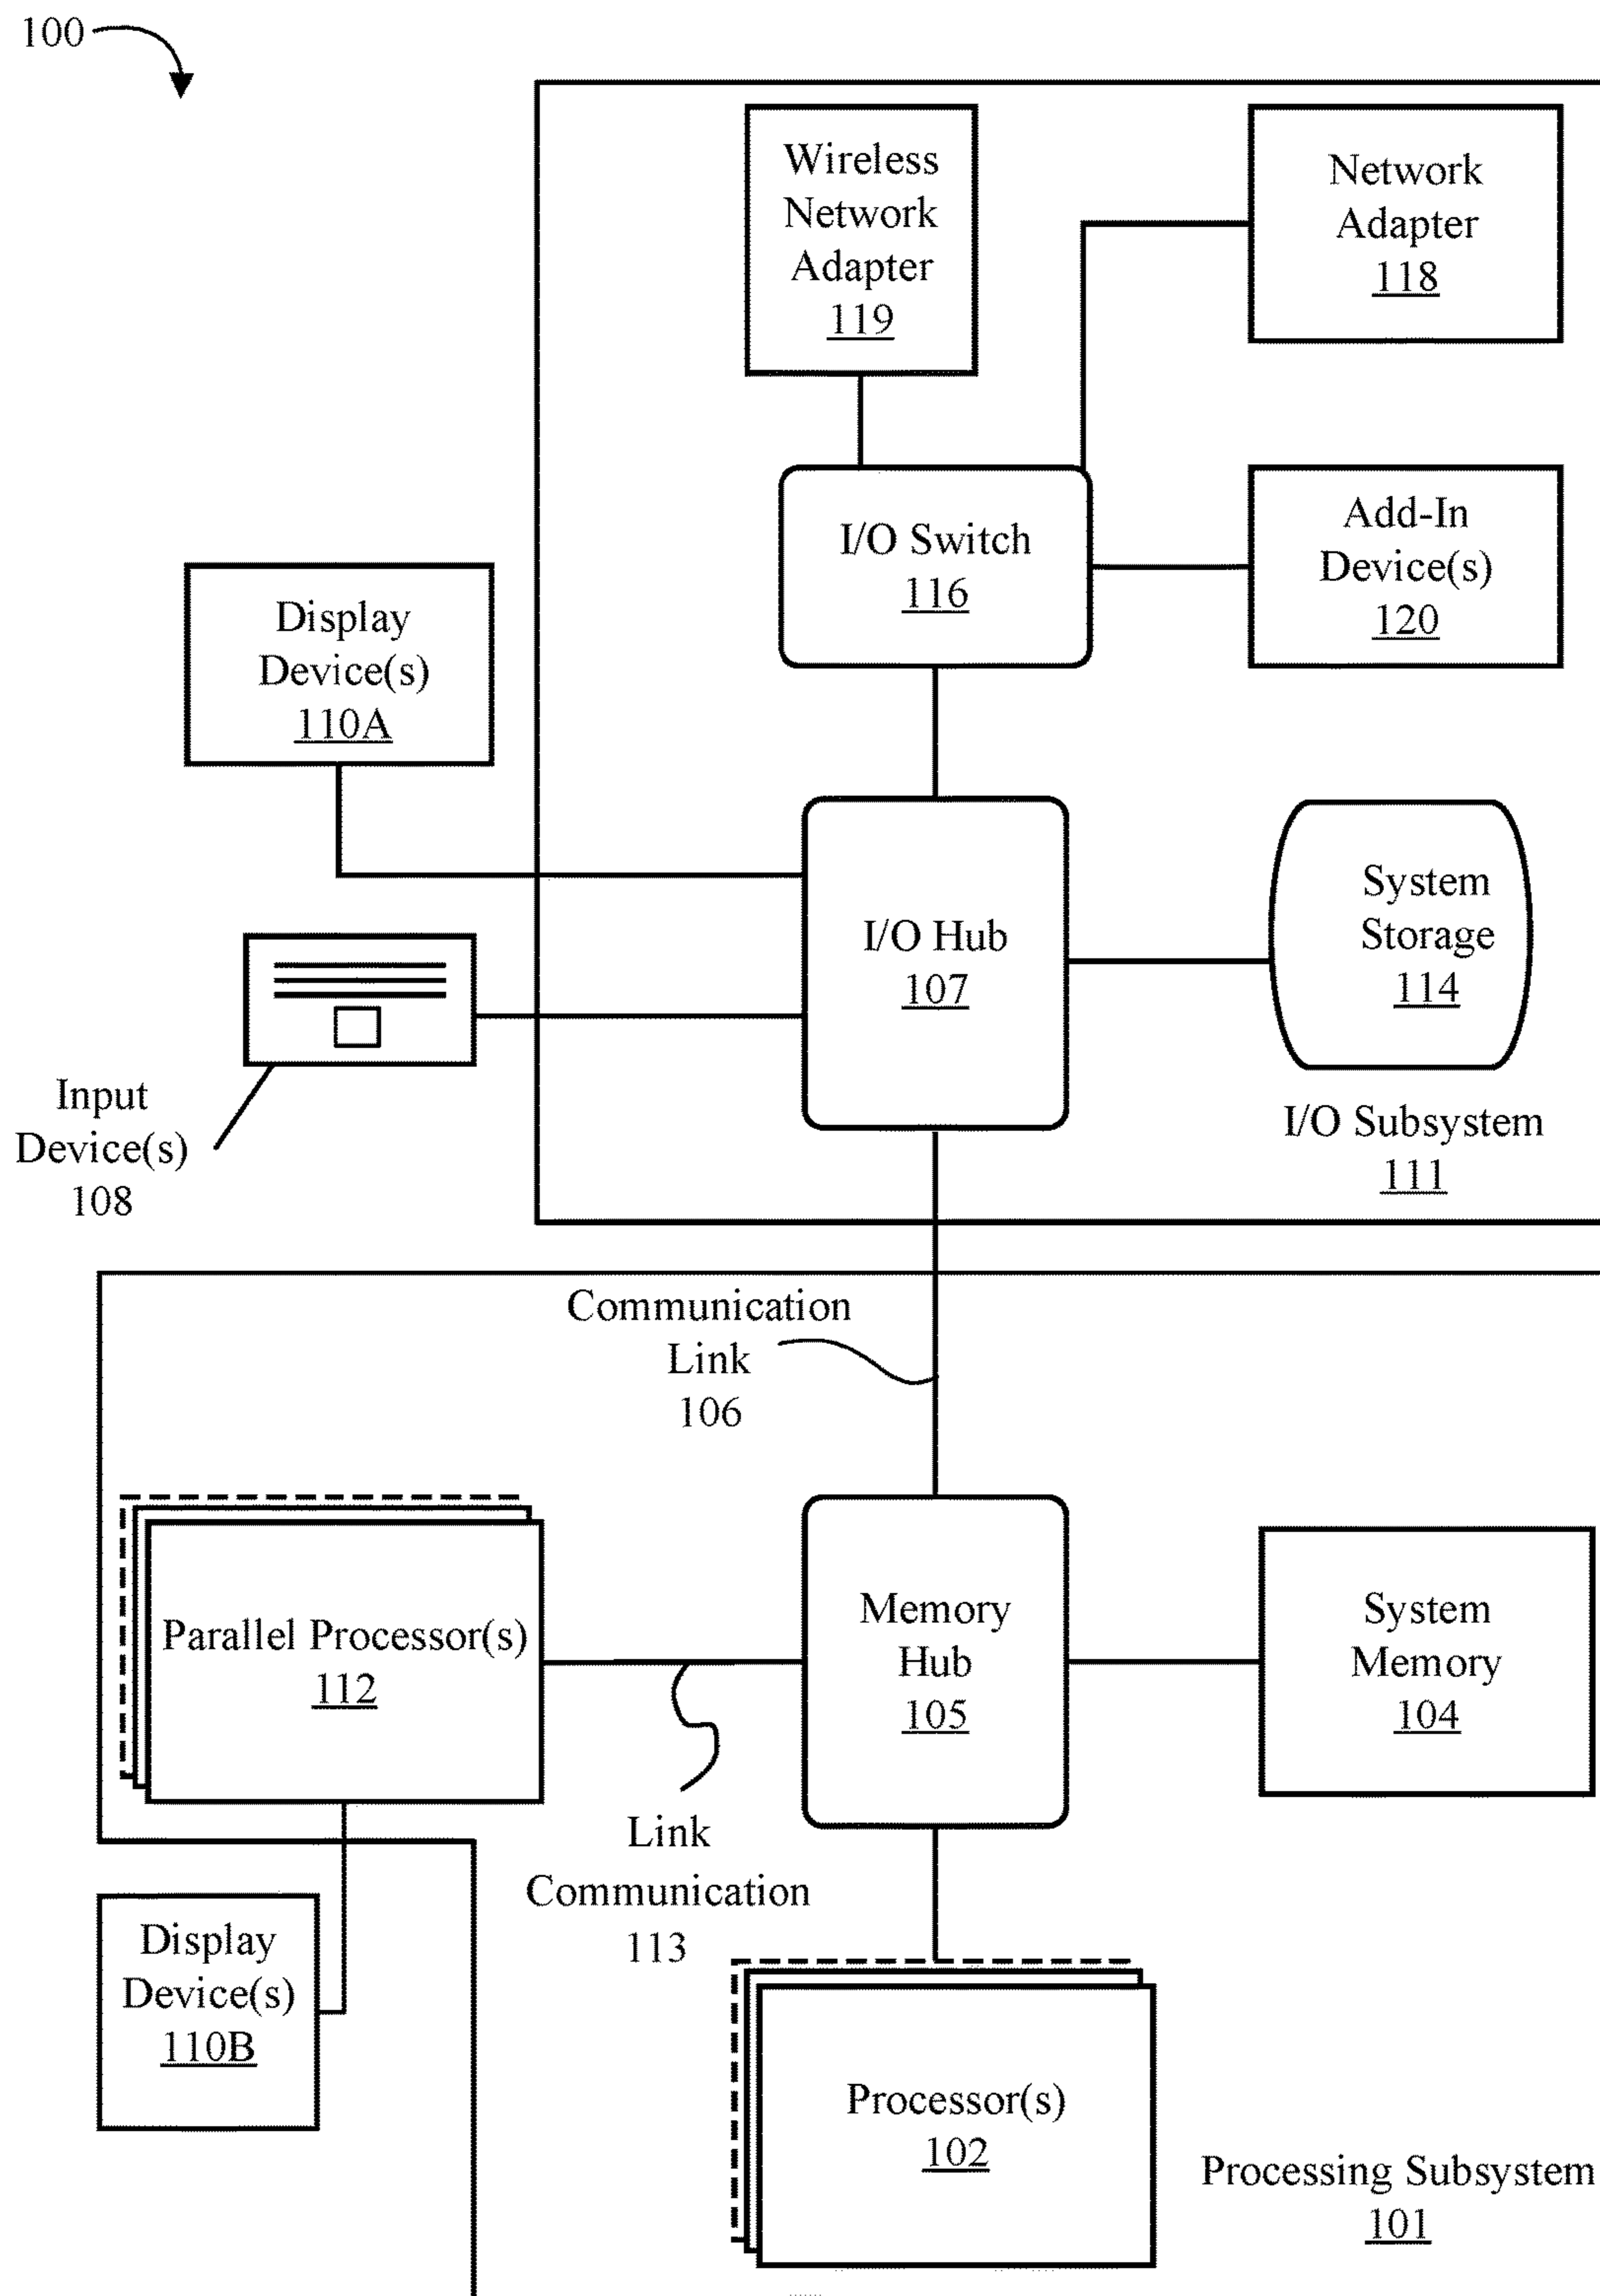 100
Wireless
Network
Adapter
119
Network
Adapter
118
I/O Switch
116
Add-In
Device(s)
120
Display
Device(s)
110A
I/O Hub
107
System
Storage
114
Input
Device(s)
108
I/O Subsystem
111
Communication
Link
106
Parallel Processor(s)
112
Memory
Hub
105
System
Memory
104
Link
Communication
113
Display
Device(s)
110B
Processor(s)
102
Processing Subsystem
101